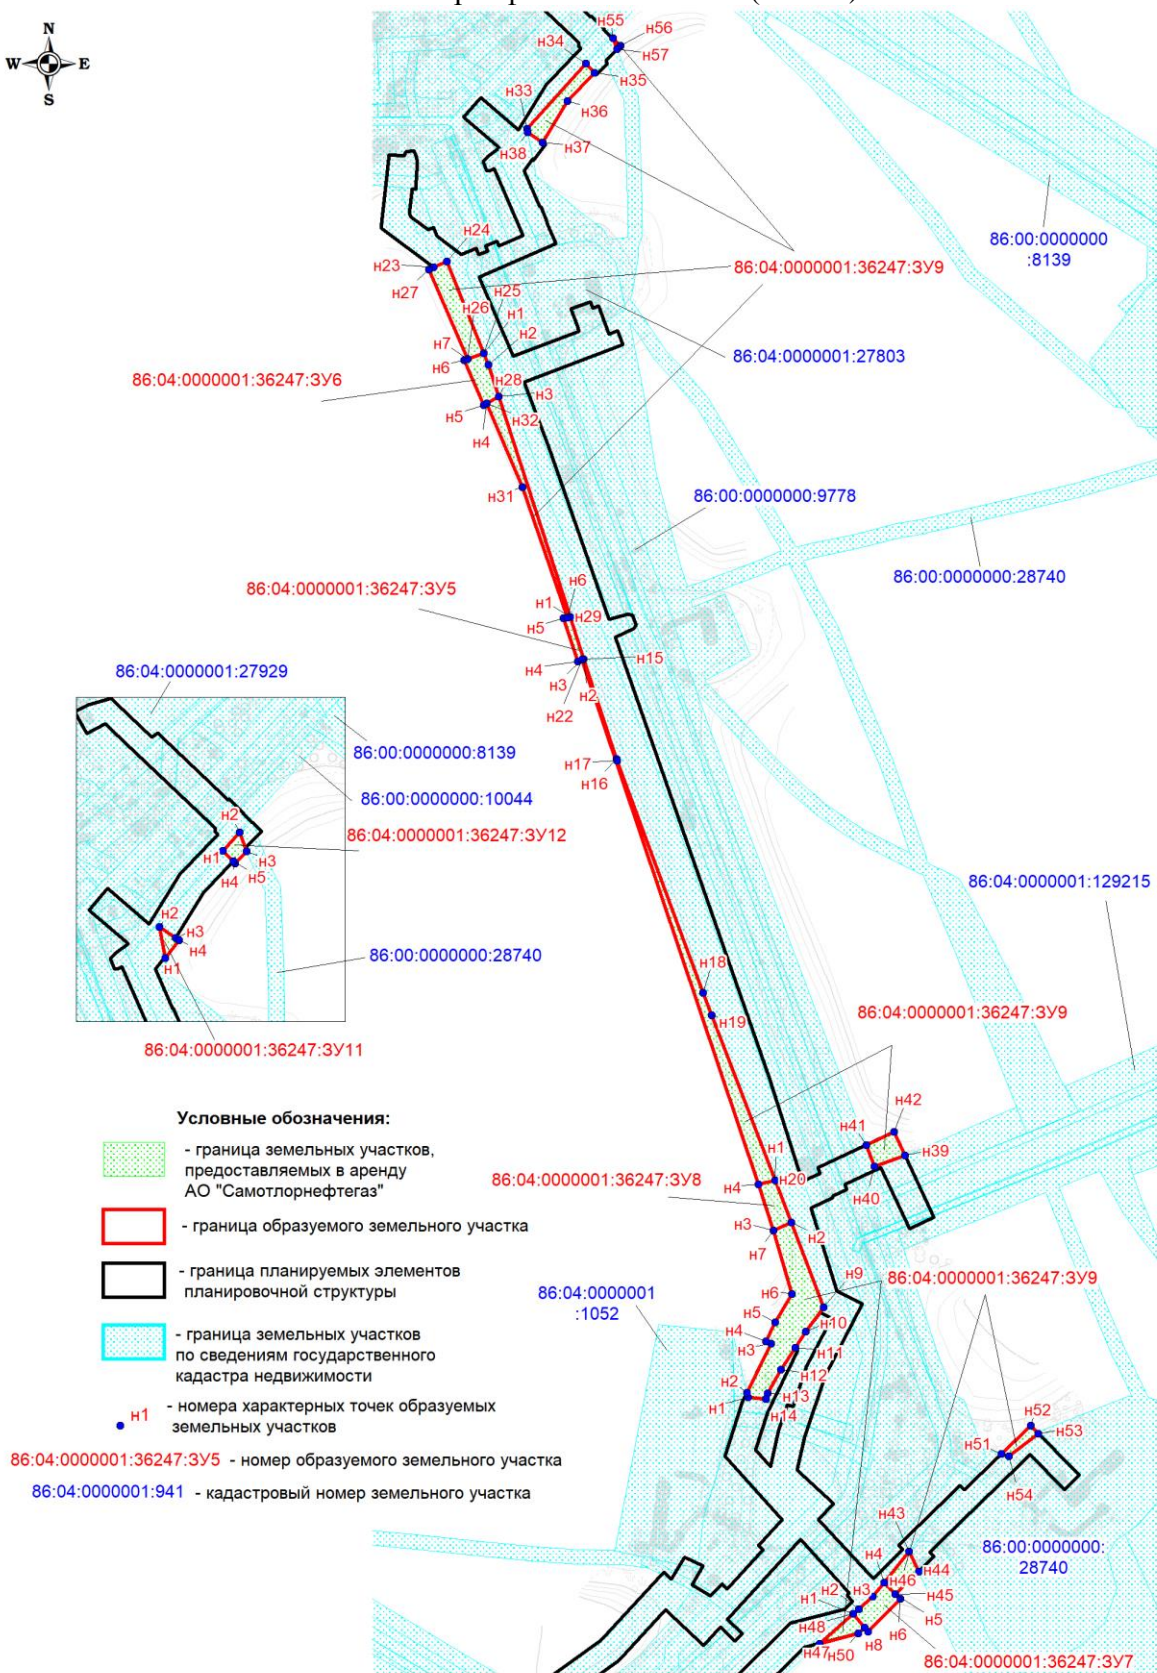 N
W E
S
н55
н56
н57
н34
н35
н33
н36
н38
н37
86:00:0000000
:8139
н24
н23
н27
86:04:0000001:36247:ЗУ9
н25
н26
н1
н2
86:04:0000001:27803
н7
н6
н28
н3
86:04:0000001:36247:ЗУ6
н5
н32
н4
н31
86:00:0000000:9778
86:00:0000000:28740
86:04:0000001:36247:ЗУ5
н6
н1
н29
н5
н15
н4
н3
н2
н22
86:04:0000001:27929
86:00:0000000:8139
н17
н16
86:00:0000000:10044
н2
86:04:0000001:36247:ЗУ12
н1
н3
н5
н4
86:04:0000001:129215
н2
н3
н4
86:00:0000000:28740
н1
н18
н19
86:04:0000001:36247:ЗУ9
86:04:0000001:36247:ЗУ11
Условные обозначения:
- граница земельных участков,
предоставляемых в аренду
АО "Самотлорнефтегаз"
н42
н41
н39
н1
н40
86:04:0000001:36247:ЗУ8
н4
н20
- граница образуемого земельного участка
н3
н2
н7
- граница планируемых элементов
планировочной структуры
н9
86:04:0000001:36247:ЗУ9
86:04:0000001
:1052
н6
н5
н10
н4
н3
н11
- граница земельных участков
по сведениям государственного
кадастра недвижимости
н12
н2
н13
н1
н14
н1 - номера характерных точек образуемых
земельных участков
н52
н53
н51
н54
86:04:0000001:36247:ЗУ5 - номер образуемого земельного участка
86:04:0000001:941 - кадастровый номер земельного участка
н43
86:00:0000000:
28740
н4
н44
н46
н45
н2
н3
н1
н5
н48
н6
н8
н47
н50
86:04:0000001:36247:ЗУ7